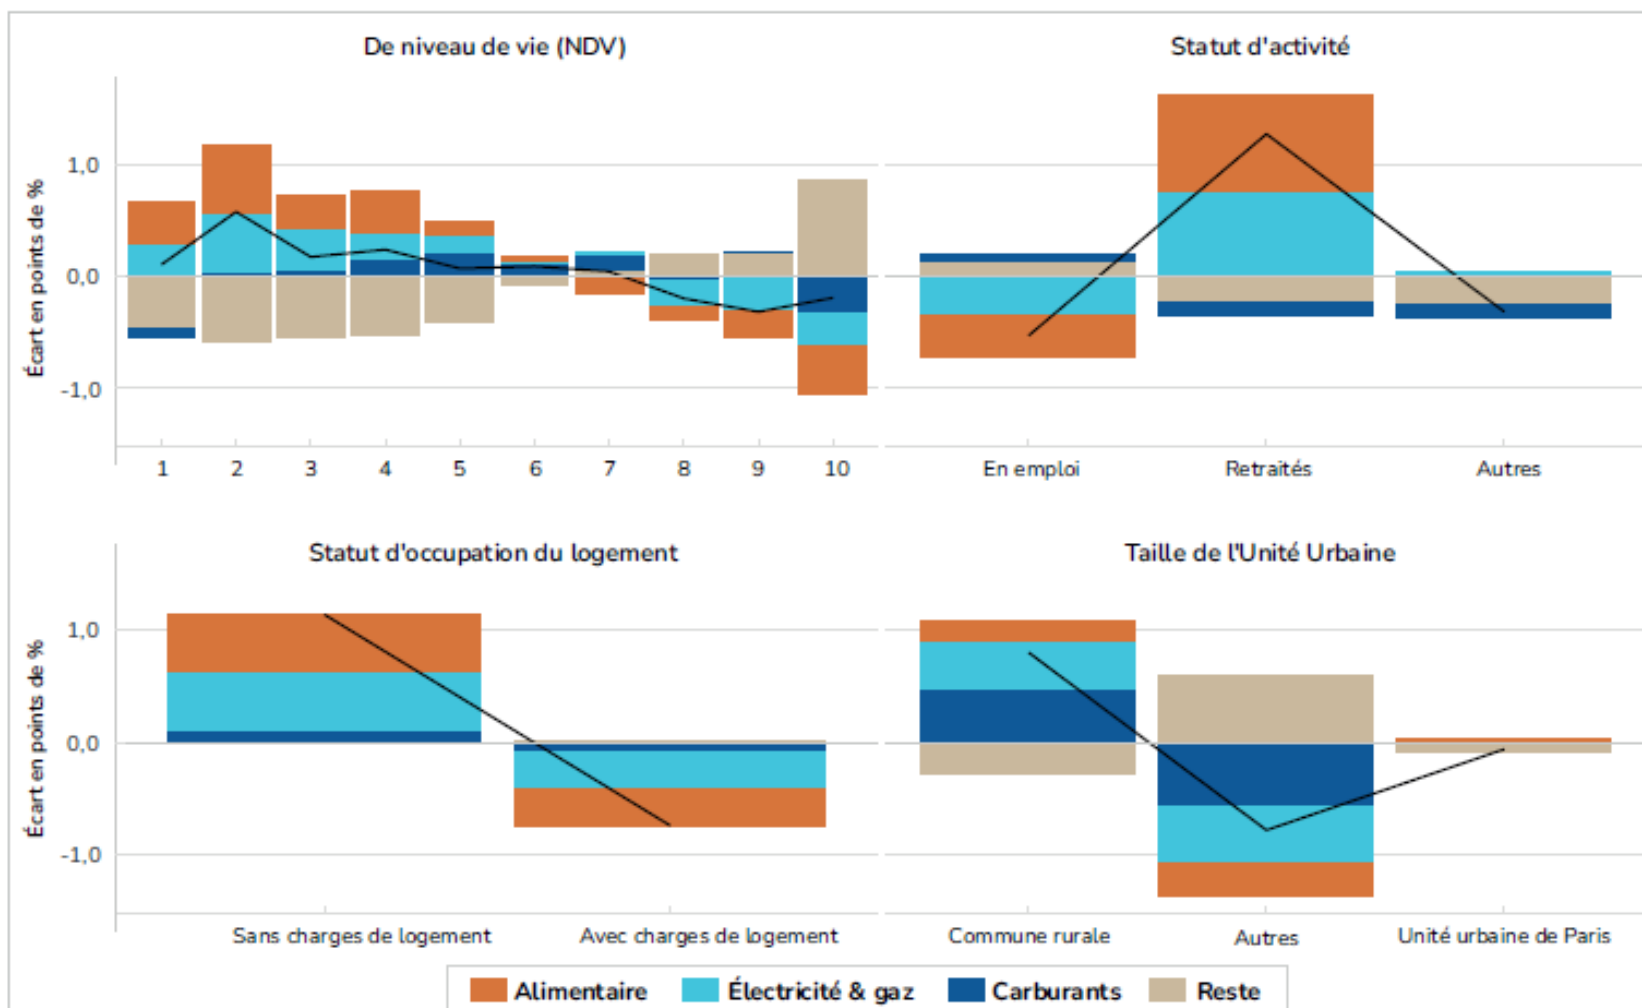 De niveau de vie (NDV)
Statut d'activité
Écart en points de %
1,0
0,0
-1,0
1 2 3 4 5 6 7 8 9 10
En emploi Retraités Autres
Statut d'occupation du logement
Taille de l'Unité Urbaine
Écart en points de %
1,0
0,0
-1,0
Sans charges de logement Avec charges de logement
Commune rurale Autres Unité urbaine de Paris
Alimentaire Électricité & gaz Carburants Reste